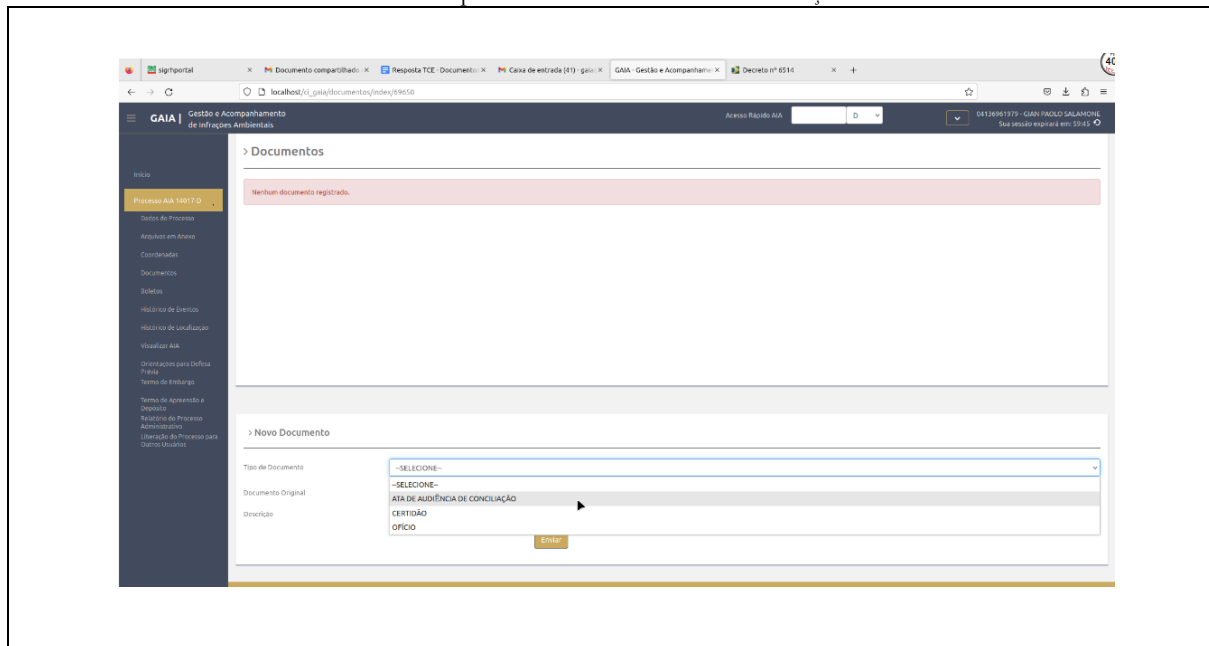 sigrhportal
Documento compartilhado
Resposta TCE - Documento
Caixa de entrada (41) - gaia
GAIA - Gestão e Acompanhame
Decreto nº 6514
localhost/ci_gaia/documentos/index/69650
GAIA | Gestão e Acompanhamento
de Infrações Ambientais
Acesso Rápido AIA
D
04136961979 - GIAN PAOLO SALAMONE
Sua sessão expirará em: 59:45
> Documentos
Nenhum documento registrado.
Início
Processo AIA 14017-D
Dados do Processo
Arquivos em Anexo
Coordenadas
Documentos
Boletos
Histórico de Eventos
Histórico de Localização
Visualizar AIA
Orientações para Defesa
Prévia
Termo de Embargo
Termo de Apreensão e
Depósito
Relatório do Processo
Administrativo
Liberação do Processo para
Outros Usuários
> Novo Documento
Tipo de Documento
--SELECIONE--
--SELECIONE--
Documento Original
ATA DE AUDIÊNCIA DE CONCILIAÇÃO
Descrição
CERTIDÃO
OFÍCIO
Enviar